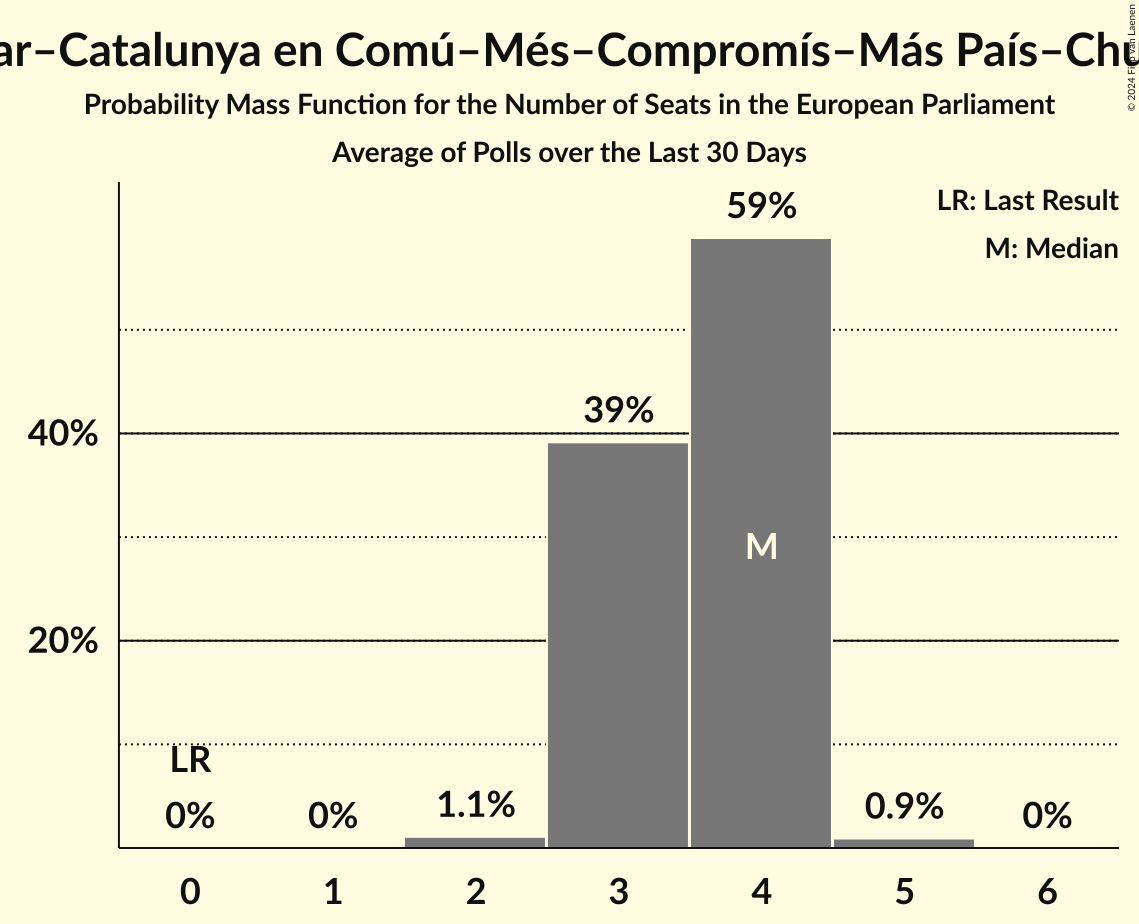 ar–Catalunya en Comú–Més–Compromís–Más País–Chu
Probability Mass Function for the Number of Seats in the European Parliament
Average of Polls over the Last 30 Days
© 2024 Filip van Laenen
LR: Last Result
M: Median
59%
39%
40%
M
20%
LR
0%
0%
1.1%
0.9%
0%
0
1
2
3
4
5
6